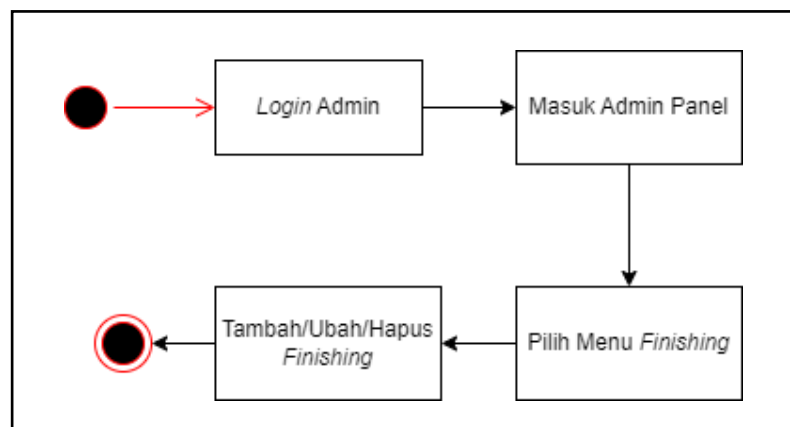 Login Admin
Masuk Admin Panel
Tambah/Ubah/Hapus
Finishing
Pilih Menu Finishing